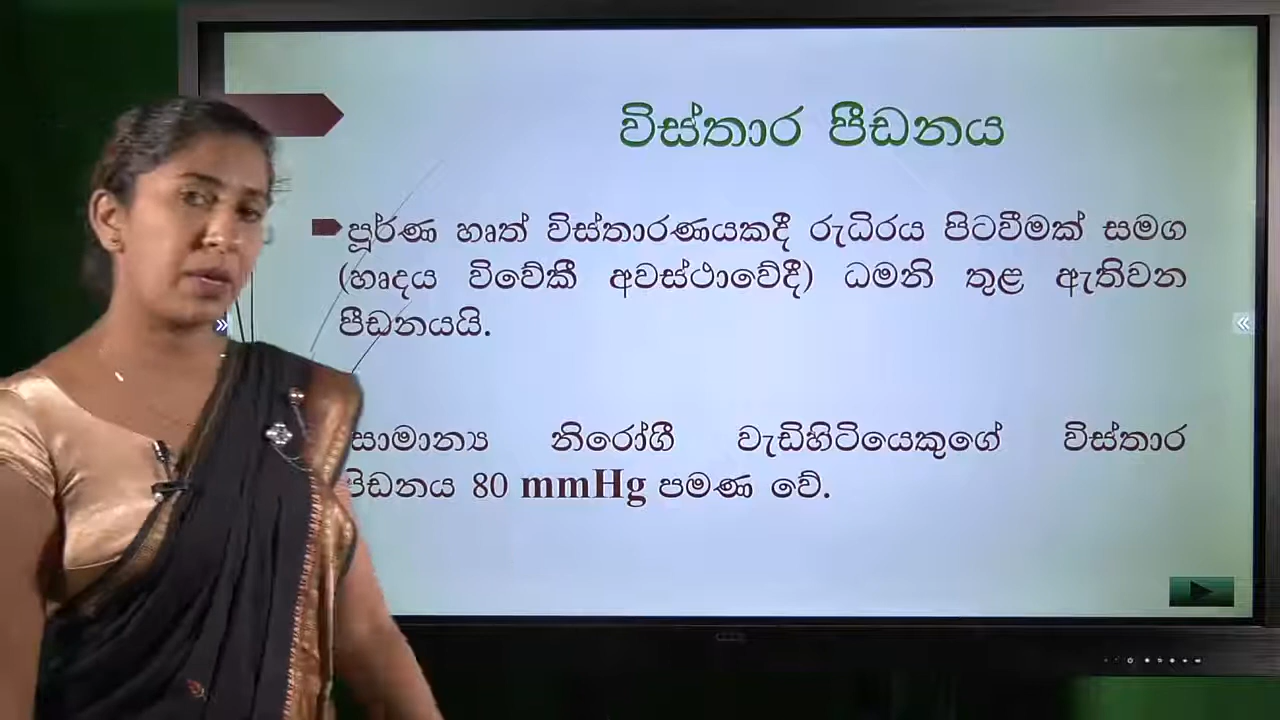 විස්තාර පීඩනය
පූර්ණ හෘත් විස්තාරණයකදී රුධිරය පිටවීමක් සමග
(හෘදය විවේකී අවස්ථාවේදී) ධමනි තුළ ඇතිවන
පීඩනයයි.
සාමාන්‍ය නිරෝගී වැඩිහිටියෙකුගේ විස්තාර
පීඩනය 80 mmHg පමණ වේ.